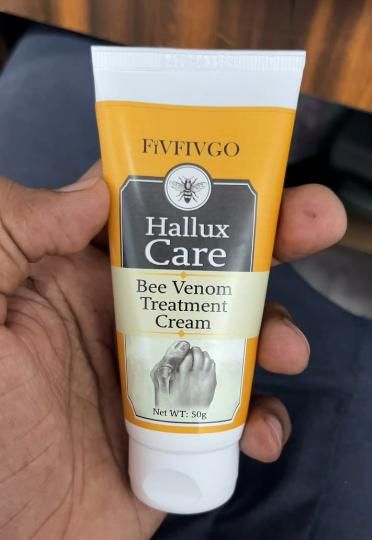 FiVFIVGO
Hallux
Care
Bee Venom
Treatment
Cream
Net WT: 50g